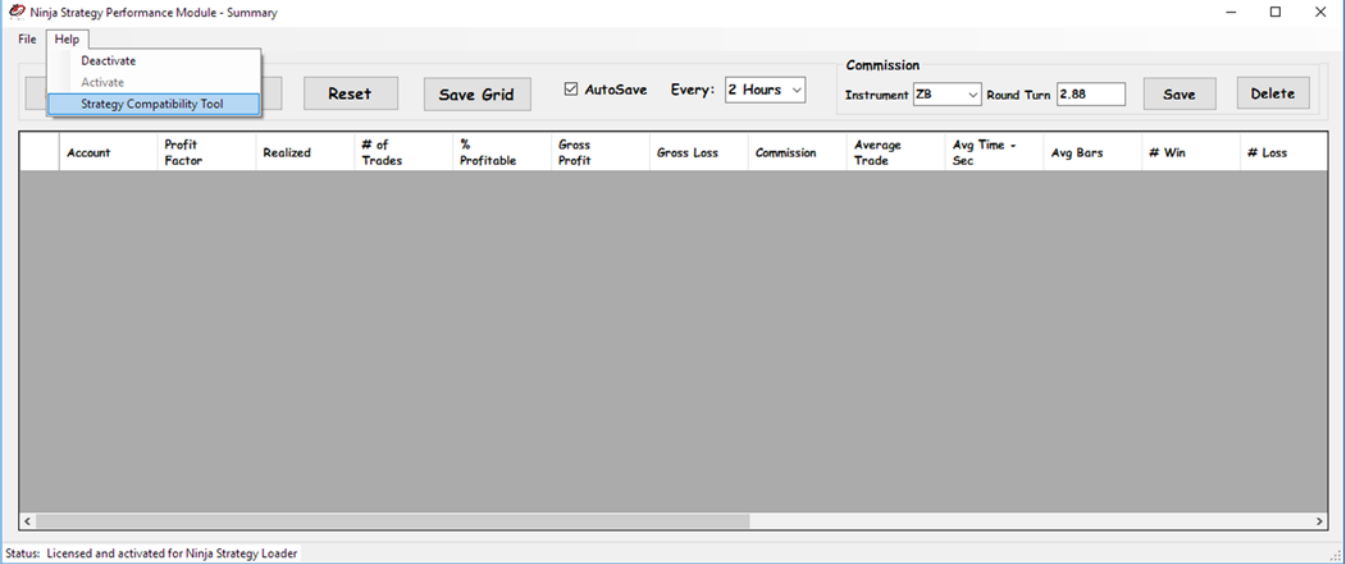 Ninja Strategy Performance Module - Summary
File Help
Deactivate
Activate
Strategy Compatibility Tool
Reset
Save Grid
AutoSave Every: 2 Hours
Commission
Instrument ZB Round Turn 2.88
Save
Delete
Account
Profit
Factor
Realized
# of
Trades
%
Profitable
Gross
Profit
Gross Loss
Commission
Average
Trade
Avg Time -
Sec
Avg Bars
# Win
# Loss
Status: Licensed and activated for Ninja Strategy Loader